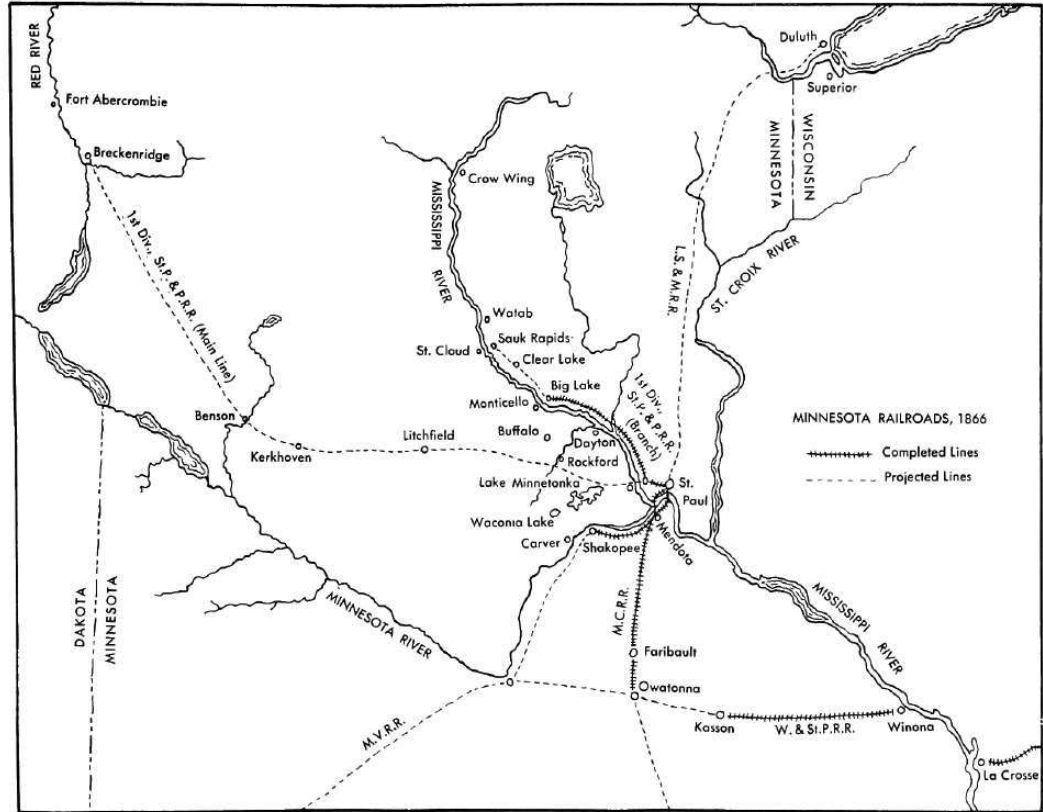 RED RIVER
Fort Abercrombie
Breckenridge
1st Div., St.P. & P.R.R. (Main Line)
Duluth
Superior
MINNESOTA
WISCONSIN
Crow Wing
MISSISSIPPI
RIVER
L.S. & M.R.R.
ST. CROIX RIVER
Watab
Sauk Rapids
St. Cloud
Clear Lake
Big Lake
1st Div.,
St.P. & P.R.R.
(Branch)
Monticello
Benson
Kerkhoven
Litchfield
Buffalo
Dayton
Rockford
Lake Minnetonka
St.
Paul
Waconia Lake
Carver
Shakopee
Mendota
MINNESOTA RAILROADS, 1866
Completed Lines
Projected Lines
DAKOTA
MINNESOTA
MINNESOTA RIVER
M.C.R.R.
MISSISSIPPI
RIVER
Faribault
Owatonna
M.V.R.R.
Kasson
W. & St.P.R.R.
Winona
La Crosse